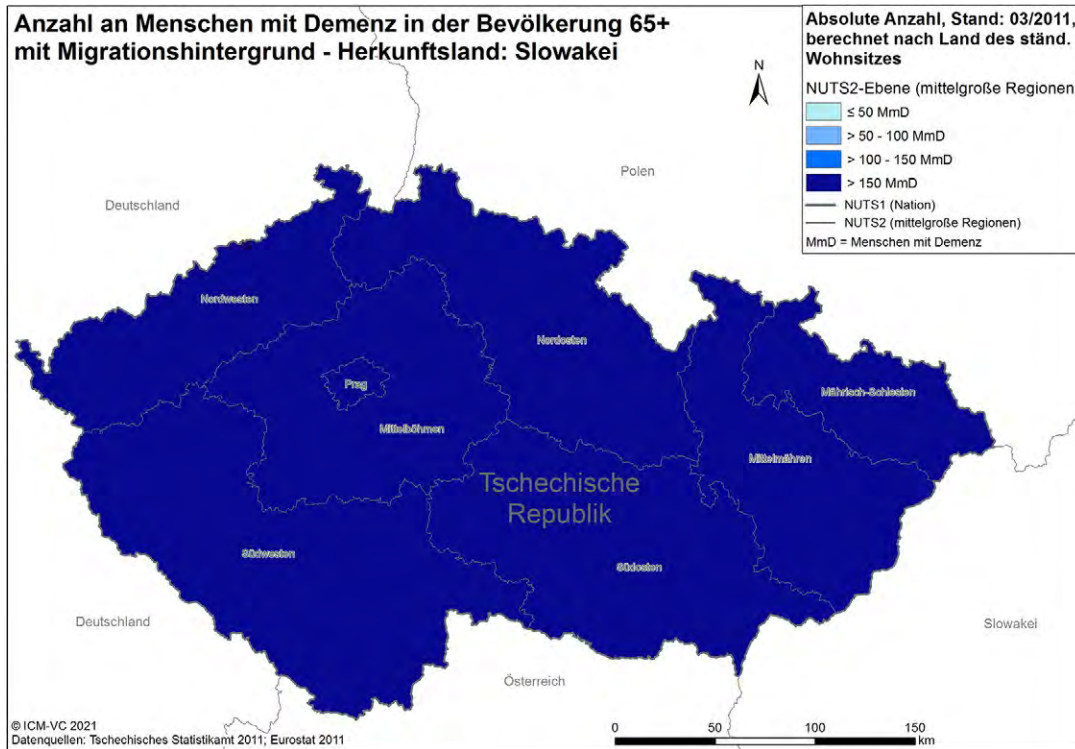 Anzahl an Menschen mit Demenz in der Bevölkerung 65+
mit Migrationshintergrund - Herkunftsland: Slowakei
Absolute Anzahl, Stand: 03/2011,
berechnet nach Land des ständ.
Wohnsitzes
NUTS2-Ebene (mittelgroße Regionen
≤ 50 MmD
> 50 - 100 MmD
> 100 - 150 MmD
> 150 MmD
NUTS1 (Nation)
NUTS2 (mittelgroße Regionen)
MmD = Menschen mit Demenz
N
Polen
Deutschland
Nordwesten
Nordosten
Prag
Mährisch-Schlesien
Mittelböhmen
Mittelmähren
Tschechische
Republik
Südwesten
Südosten
Deutschland
Slowakei
Österreich
© ICM-VC 2021
Datenquellen: Tschechisches Statistikamt 2011; Eurostat 2011
0 50 100 150
km